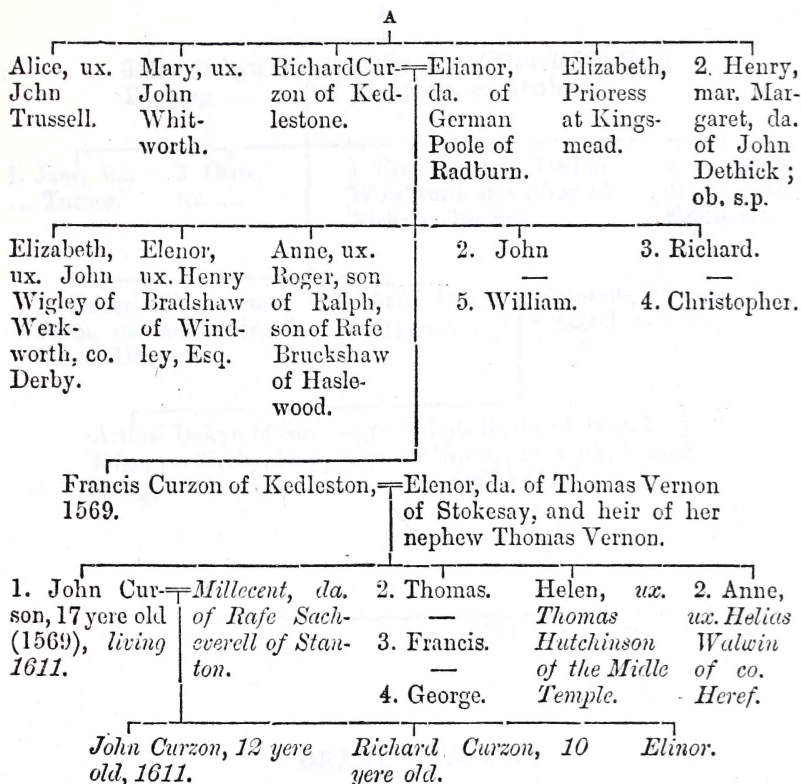 A
Alice, ux.
Jchn
Trussell.
Mary, ux.
John
Whit-
worth.
Richard Cur-
zon of Ked-
lestone.
Elianor,
da. of
German
Poole of
Radburn.
Elizabeth,
Prioress
at Kings-
mead.
2. Henry,
mar. Mar-
garet, da.
of John
Dethick ;
ob. s.p.
Elizabeth,
ux. John
Wigley of
Werk-
worth, co.
Derby.
Elenor,
ux. Henry
Bradshaw
of Wind-
ley, Esq.
Anne, ux.
Roger, son
of Ralph,
son of Rafe
Bruckshaw
of Hasle-
wood.
2. John
—
5. William.
3. Richard.
—
4. Christopher.
Francis Curzon of Kedleston,
1569.
Elenor, da. of Thomas Vernon
of Stokesay, and heir of her
nephew Thomas Vernon.
1. John Cur-
son, 17 yere old
(1569), living
1611.
Millecent, da.
of Rafe Sach-
everell of Stan-
ton.
2. Thomas.
—
3. Francis.
—
4. George.
Helen, ux.
Thomas
Hutchinson
of the Midle
Temple.
2. Anne,
ux. Helias
Walwin
of co.
Heref.
John Curzon, 12 yere
old, 1611.
Richard Curzon, 10
yere old.
Elinor.